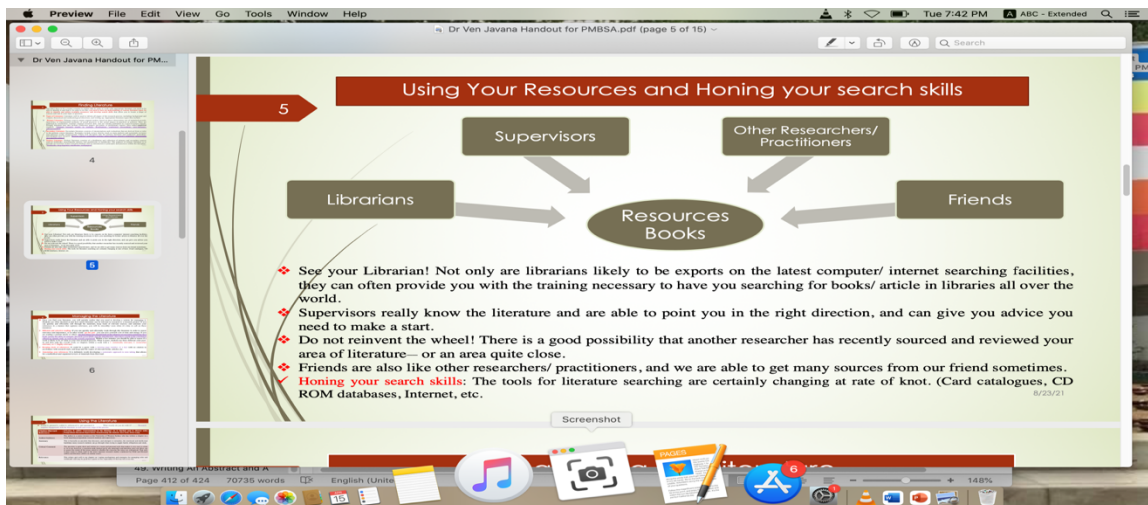 Preview File Edit View Go Tools Window Help
Tue 7:42 PM A ABC - Extended
Dr Ven Javana Handout for PMBSA.pdf (page 5 of 15)
Search
Dr Ven Javana Handout for PM...
4
5
6
5
Using Your Resources and Honing your search skills
Supervisors
Other Researchers/
Practitioners
Librarians
Friends
Resources
Books
❖ See your Librarian! Not only are librarians likely to be exports on the latest computer/ internet searching facilities,
they can often provide you with the training necessary to have you searching for books/ article in libraries all over the
world.
❖ Supervisors really know the literature and are able to point you in the right direction, and can give you advice you
need to make a start.
❖ Do not reinvent the wheel! There is a good possibility that another researcher has recently sourced and reviewed your
area of literature— or an area quite close.
❖ Friends are also like other researchers/ practitioners, and we are able to get many sources from our friend sometimes.
✓ Honing your search skills: The tools for literature searching are certainly changing at rate of knot. (Card catalogues, CD
ROM databases, Internet, etc.
8/23/21
Screenshot
49. Writing An Abstract and A
Page 412 of 424 70735 words English (Unite
148%
PAGES
6
15
1